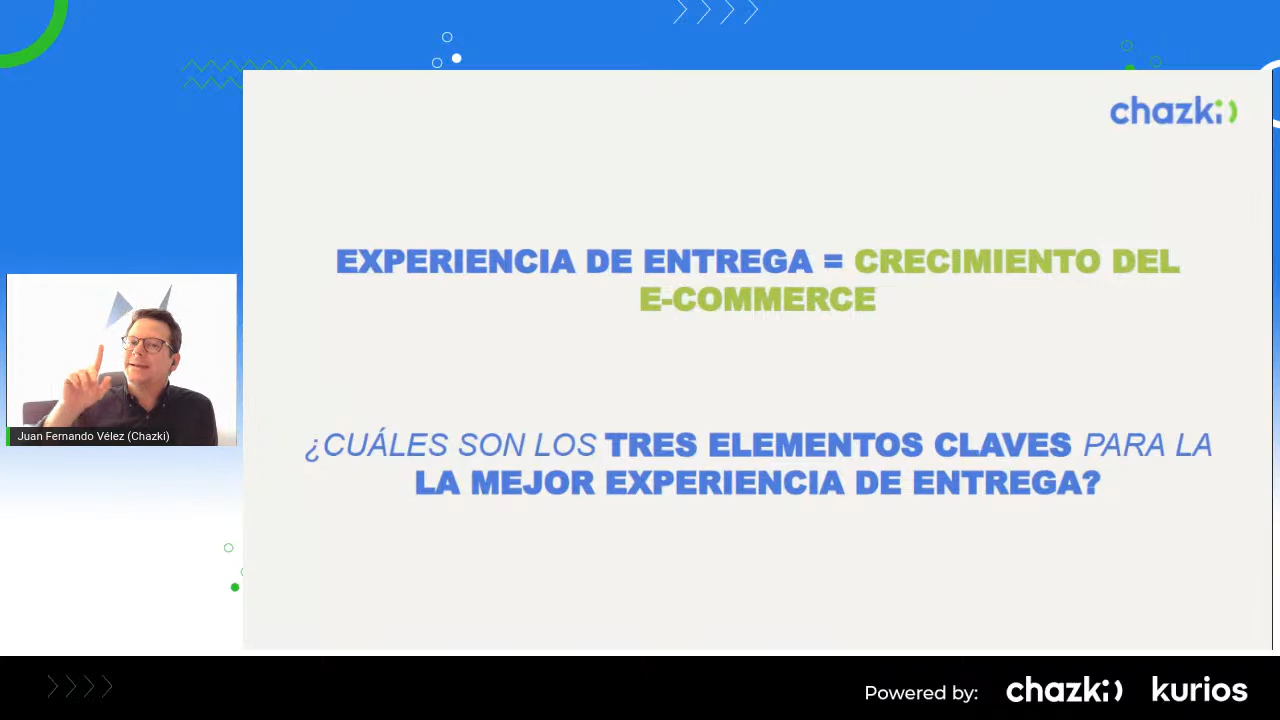 chazki
EXPERIENCIA DE ENTREGA = CRECIMIENTO DEL
E-COMMERCE
¿CUÁLES SON LOS TRES ELEMENTOS CLAVES PARA LA
LA MEJOR EXPERIENCIA DE ENTREGA?
Juan Fernando Vélez (Chazki)
Powered by: chazki kurios